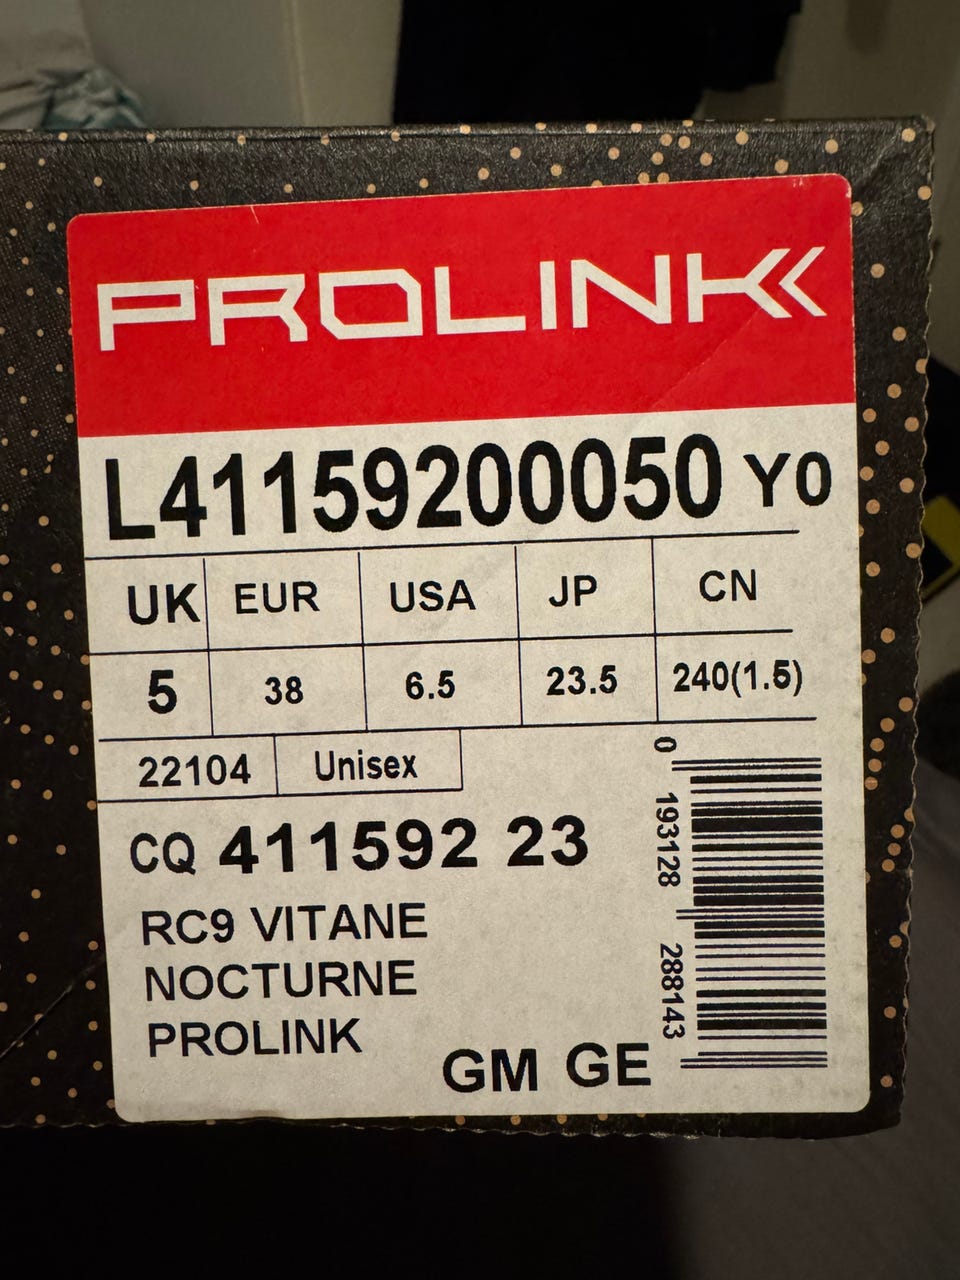 PROLINK
L41159200050 Y0
UK EUR USA JP CN
5 38 6.5 23.5 240(1.5)
22104 Unisex
CQ 411592 23
RC9 VITANE
NOCTURNE
PROLINK
GM GE
0 193128 288143